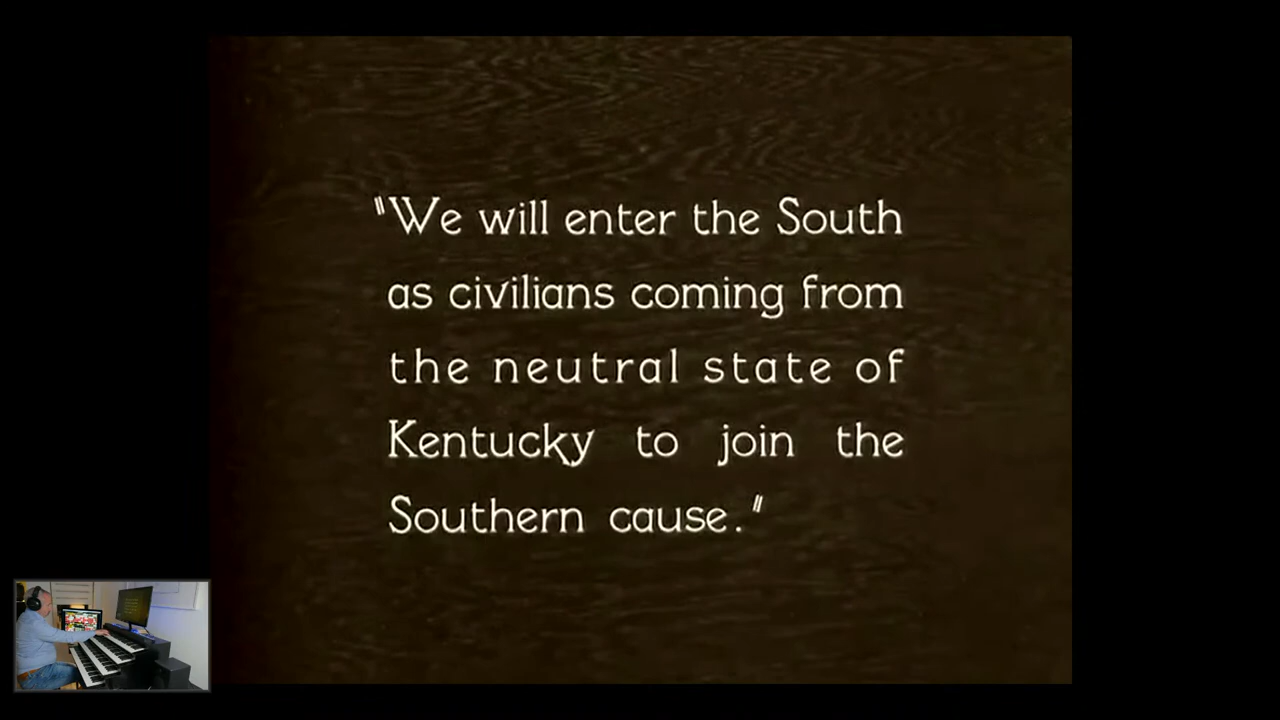 "We will enter the South
as civilians coming from
the neutral state of
Kentucky to join the
Southern cause."